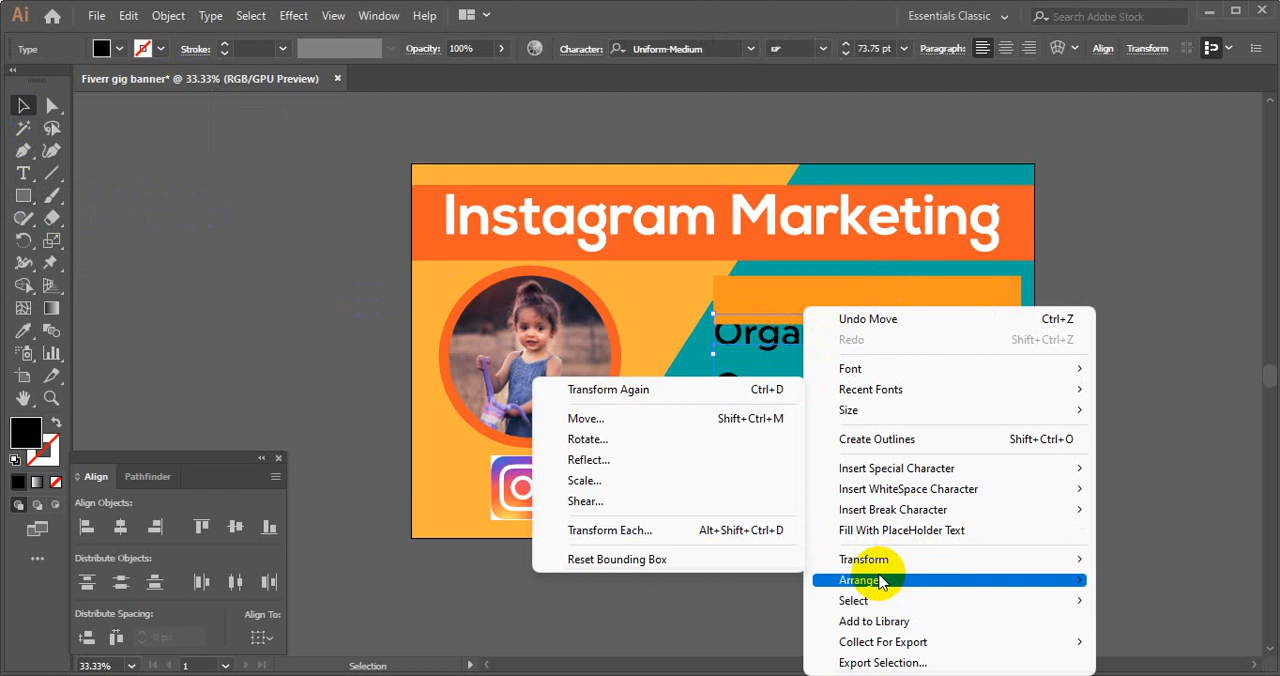 Ai File Edit Object Type Select Effect View Window Help Essentials Classic Search Adobe Stock
Type Stroke: Opacity: 100% Character: Uniform-Medium 73.75 pt Paragraph: Align Transform
Fiverr gig banner* @ 33.33% (RGB/GPU Preview)
Instagram Marketing
Undo Move Ctrl+Z
Redo Shift+Ctrl+Z
Font
Recent Fonts
Size
Create Outlines Shift+Ctrl+O
Insert Special Character
Insert WhiteSpace Character
Insert Break Character
Fill With PlaceHolder Text
Transform
Arrange
Select
Add to Library
Collect For Export
Export Selection...
Orga
Transform Again Ctrl+D
Move... Shift+Ctrl+M
Rotate...
Reflect...
Scale...
Shear...
Transform Each... Alt+Shift+Ctrl+D
Reset Bounding Box
Align Pathfinder
Align Objects:
Distribute Objects:
Distribute Spacing: Align To:
0 px
33.33% 1 Selection